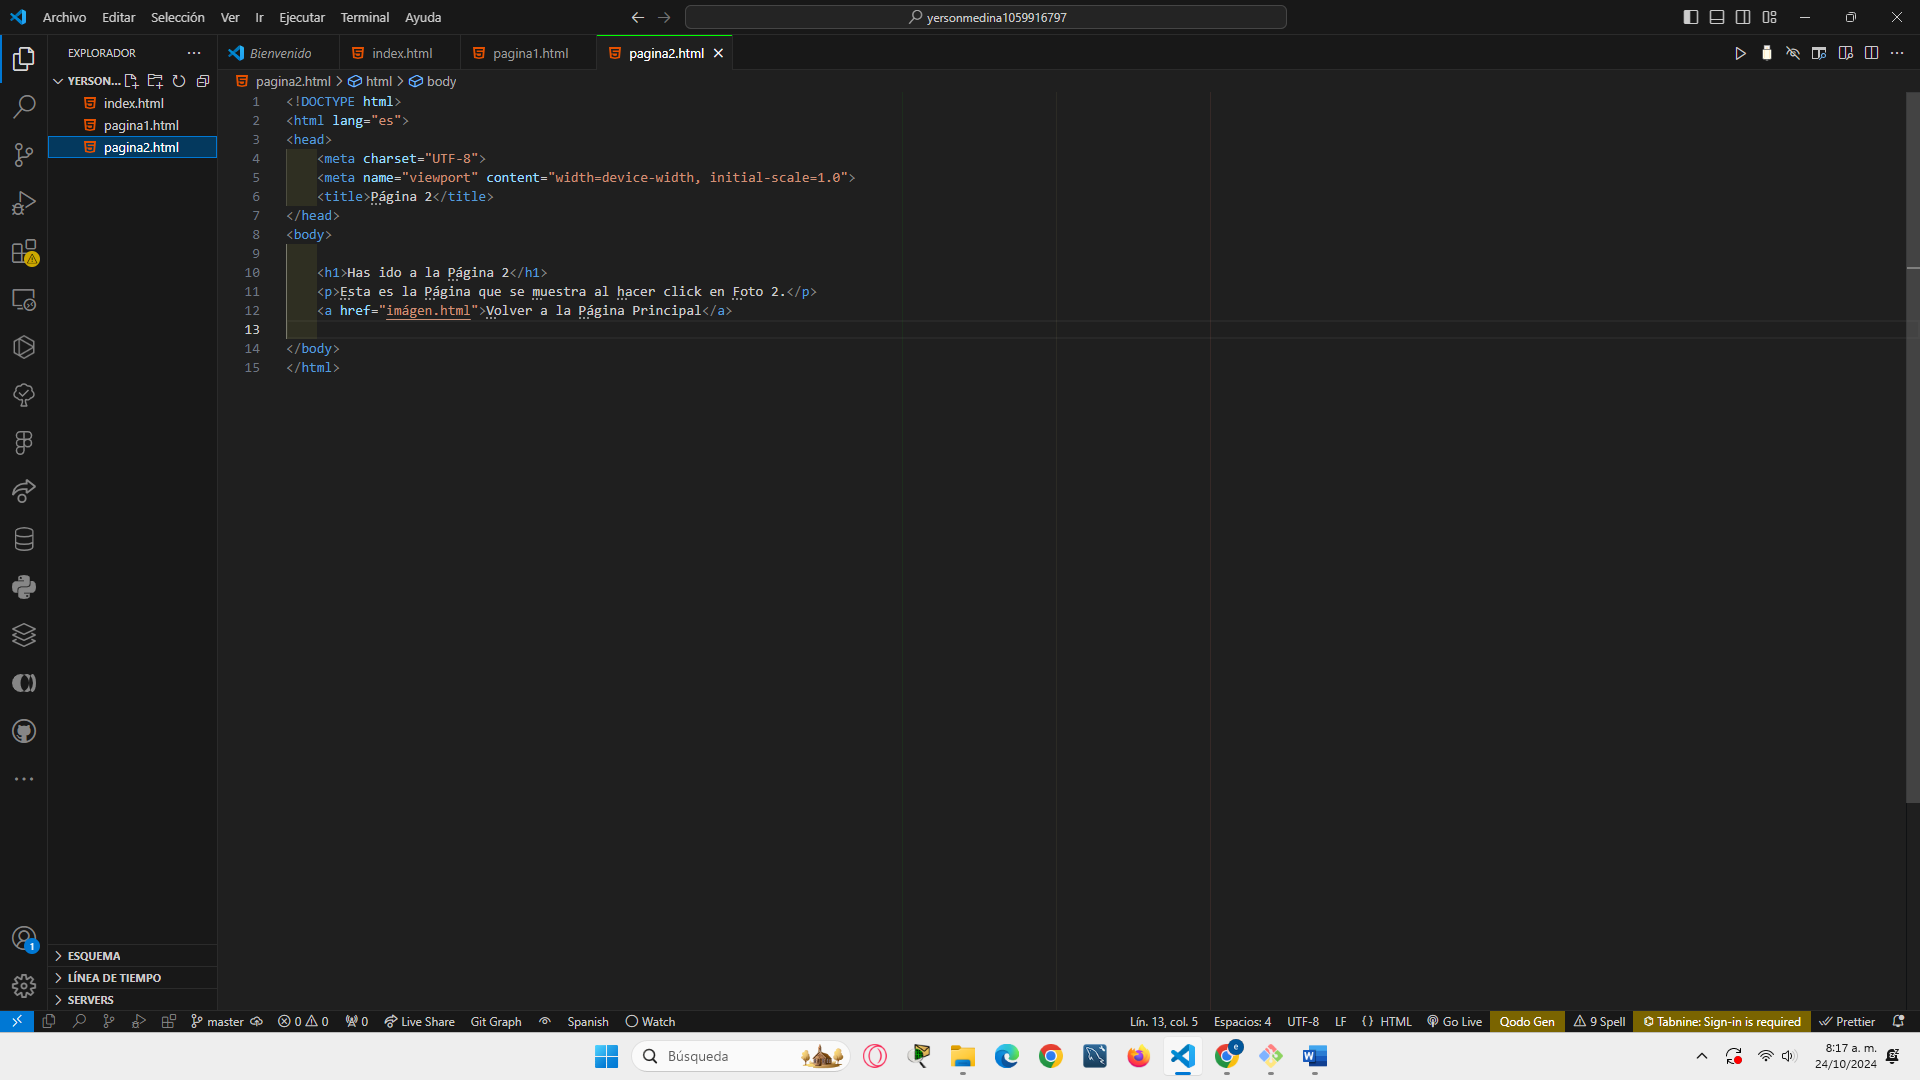 Archivo Editar Selección Ver Ir Ejecutar Terminal Ayuda
yersonmedina1059916797
EXPLORADOR
YERSON...
index.html
pagina1.html
pagina2.html
Bienvenido
index.html
pagina1.html
pagina2.html
pagina2.html > html > body
1 <!DOCTYPE html>
2 <html lang="es">
3 <head>
4 <meta charset="UTF-8">
5 <meta name="viewport" content="width=device-width, initial-scale=1.0">
6 <title>Página 2</title>
7 </head>
8 <body>
9
10 <h1>Has ido a la Página 2</h1>
11 <p>Esta es la Página que se muestra al hacer click en Foto 2.</p>
12 <a href="imágen.html">Volver a la Página Principal</a>
13
14 </body>
15 </html>
1
ESQUEMA
LÍNEA DE TIEMPO
SERVERS
master 0 0 0 Live Share Git Graph Spanish Watch
Lín. 13, col. 5 Espacios: 4 UTF-8 LF {} HTML Go Live Qodo Gen 9 Spell Tabnine: Sign-in is required Prettier
Búsqueda
e
8:17 a. m.
24/10/2024